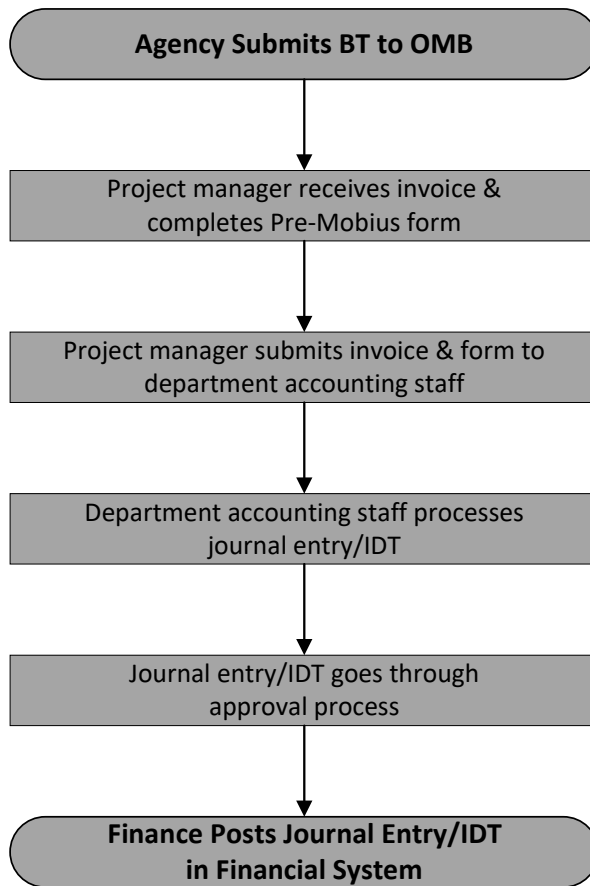 Agency Submits BT to OMB
Project manager receives invoice &
completes Pre-Mobius form
Project manager submits invoice & form to
department accounting staff
Department accounting staff processes
journal entry/IDT
Journal entry/IDT goes through
approval process
Finance Posts Journal Entry/IDT
in Financial System